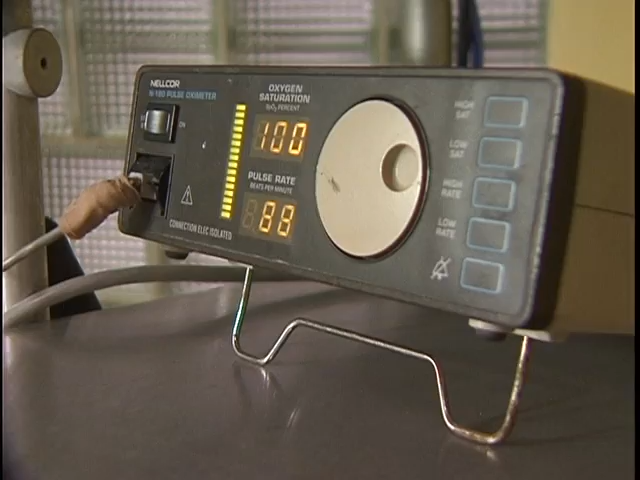 NELLCOR
N-180 PULSE OXIMETER
ON
OXYGEN
SATURATION
SpO₂ PERCENT
100
PULSE RATE
BEATS PER MINUTE
89
CONNECTION ELEC ISOLATED
HIGH
SAT
LOW
SAT
HIGH
RATE
LOW
RATE